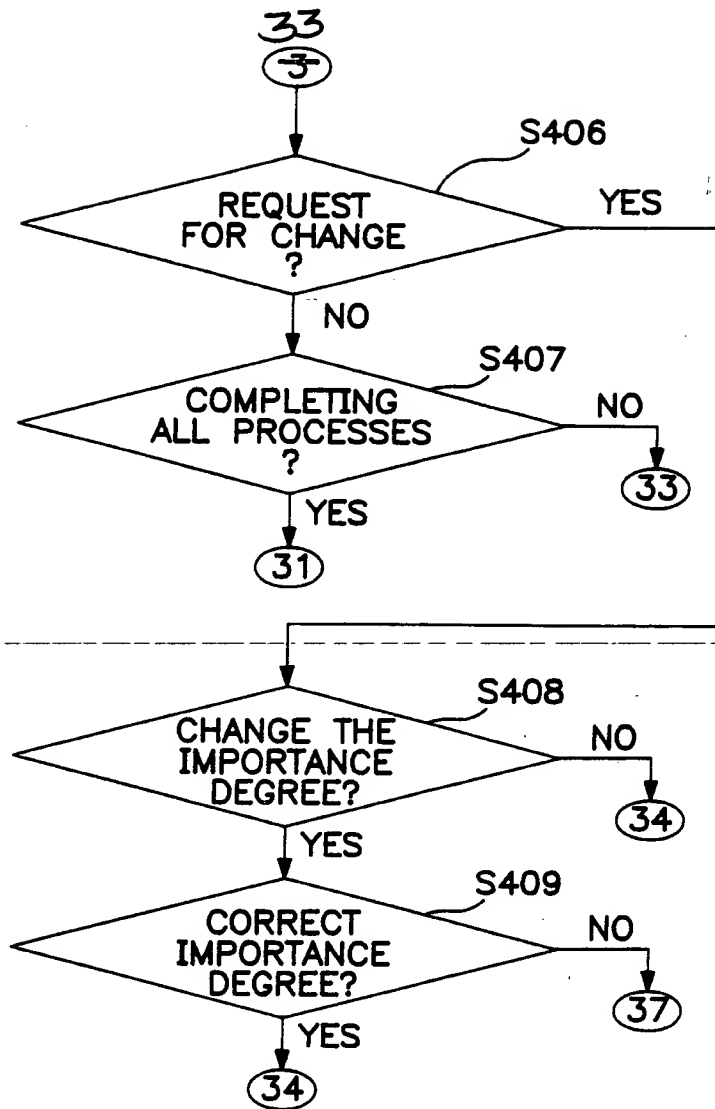 33
3
S406
REQUEST
FOR CHANGE
?
YES
NO
S407
COMPLETING
ALL PROCESSES
?
NO
33
YES
31
S408
CHANGE THE
IMPORTANCE
DEGREE?
NO
34
YES
S409
CORRECT
IMPORTANCE
DEGREE?
NO
37
YES
34